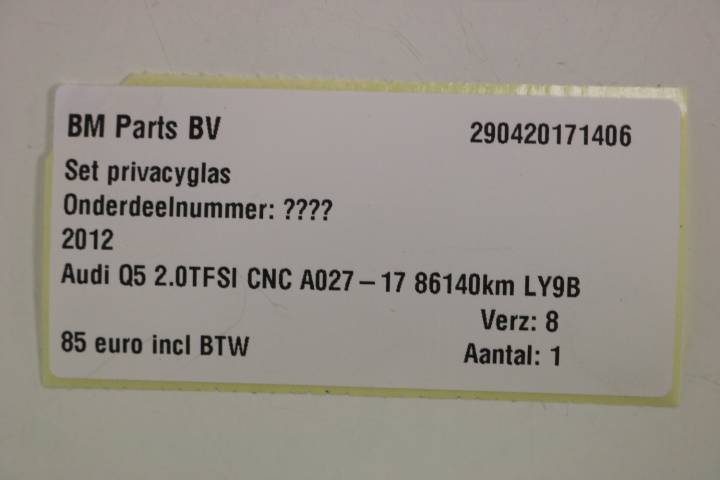 BM Parts BV 290420171406
Set privacyglas
Onderdeelnummer: ????
2012
Audi Q5 2.0TFSI CNC A027-17 86140km LY9B
Verz: 8
85 euro incl BTW Aantal: 1